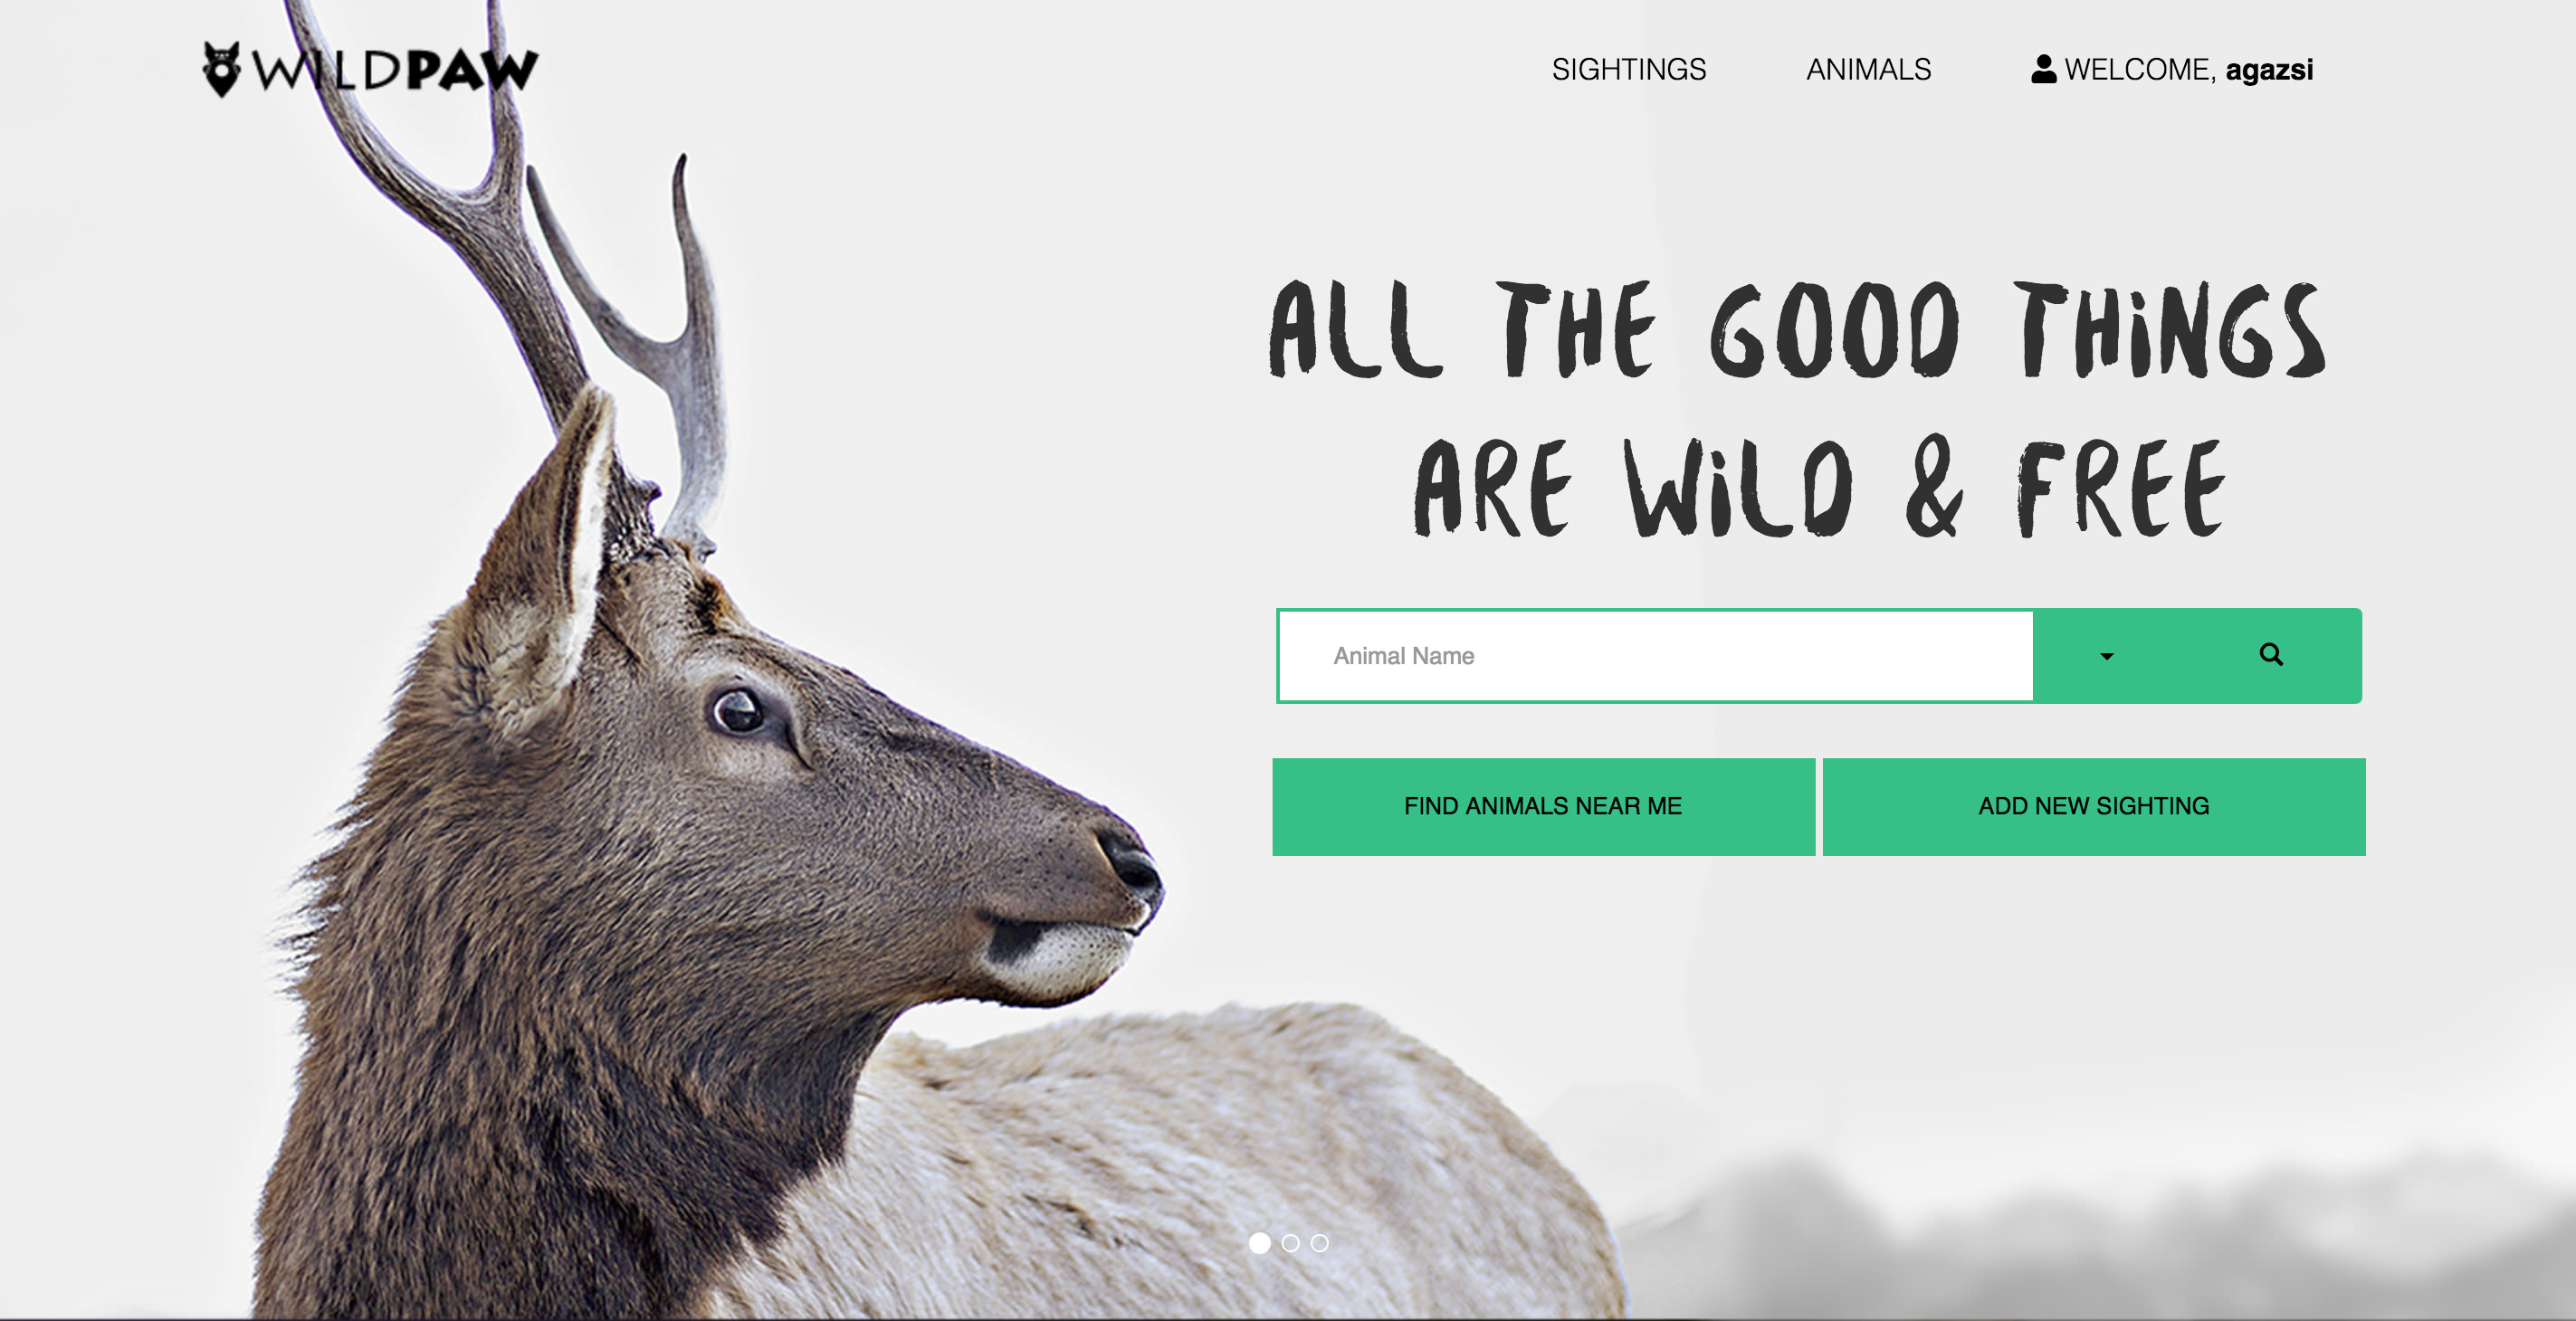 WILDPAW
SIGHTINGS ANIMALS WELCOME, agazsi
ALL THE GOOD THiNGS
ARE WiLD & FREE
Animal Name
FIND ANIMALS NEAR ME ADD NEW SIGHTING